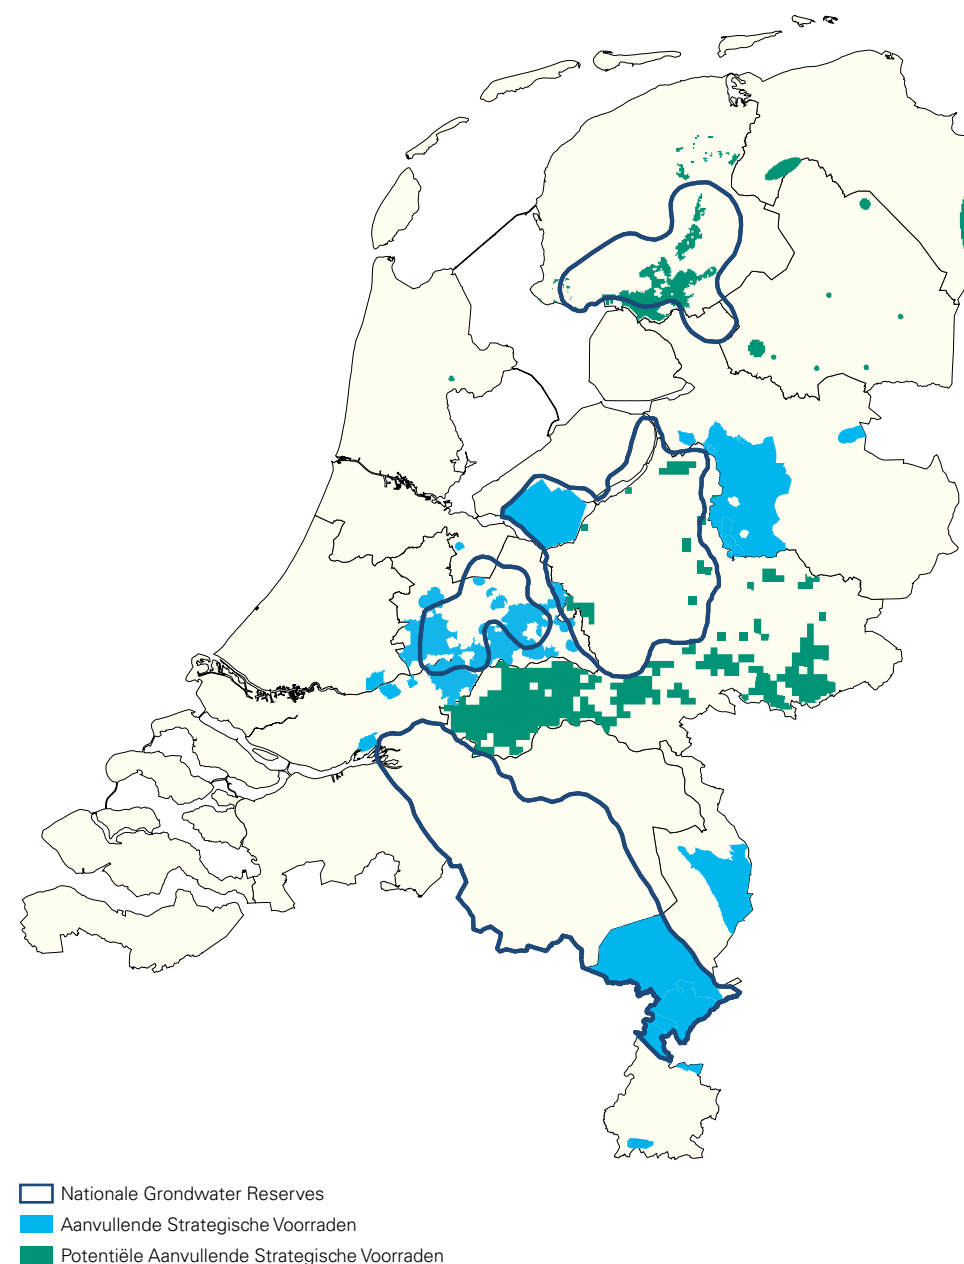 Nationale Grondwater Reserves
Aanvullende Strategische Voorraden
Potentiële Aanvullende Strategische Voorraden